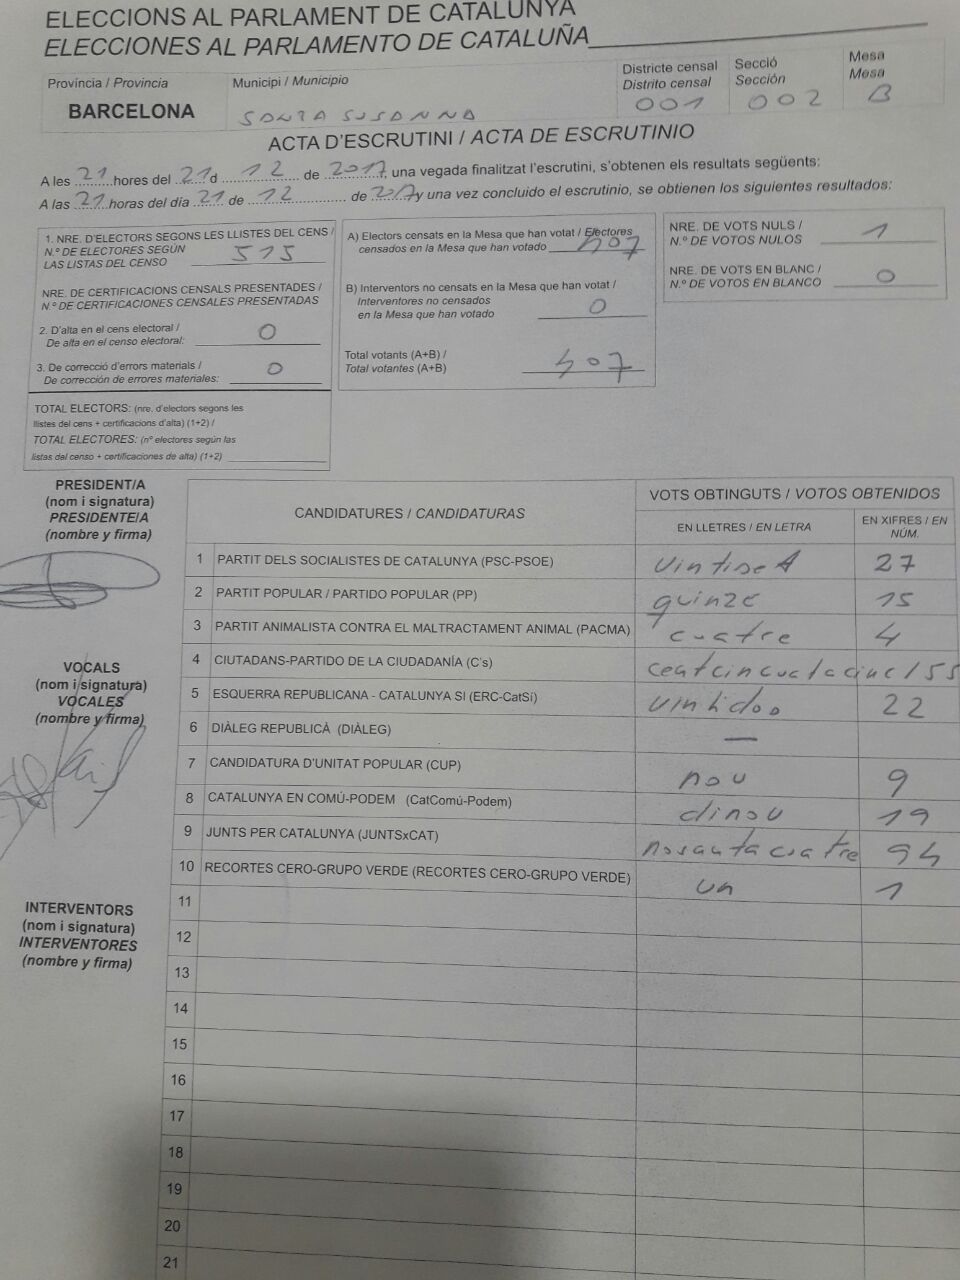 ELECCIONS AL PARLAMENT DE CATALUNYA
ELECCIONES AL PARLAMENTO DE CATALUÑA
Província / Provincia
BARCELONA
Municipi / Municipio
SANTA SUSANNA
Districte censal
Distrito censal
001
Secció
Sección
002
Mesa
Mesa
B
ACTA D'ESCRUTINI / ACTA DE ESCRUTINIO
A les 21 hores del 21 d 12 de 2017, una vegada finalitzat l'escrutini, s'obtenen els resultats següents:
A las 21 horas del día 21 de 12 de 2017 y una vez concluido el escrutinio, se obtienen los siguientes resultados:
1. NRE. D'ELECTORS SEGONS LES LLISTES DEL CENS /
N.º DE ELECTORES SEGÚN
LAS LISTAS DEL CENSO 515
NRE. DE CERTIFICACIONS CENSALS PRESENTADES /
N.º DE CERTIFICACIONES CENSALES PRESENTADAS
2. D'alta en el cens electoral /
De alta en el censo electoral: 0
3. De correcció d'errors materials /
De corrección de errores materiales: 0
TOTAL ELECTORS: (nre. d'electors segons les
llistes del cens + certificacions d'alta) (1+2) /
TOTAL ELECTORES: (nº electores según las
listas del censo + certificaciones de alta) (1+2)
A) Electors censats en la Mesa que han votat / Electores
censados en la Mesa que han votado 407
B) Interventors no censats en la Mesa que han votat /
Interventores no censados
en la Mesa que han votado 0
Total votants (A+B) /
Total votantes (A+B) 407
NRE. DE VOTS NULS /
N.º DE VOTOS NULOS 1
NRE. DE VOTS EN BLANC /
N.º DE VOTOS EN BLANCO 0
PRESIDENT/A
(nom i signatura)
PRESIDENTE/A
(nombre y firma)
VOCALS
(nom i signatura)
VOCALES
(nombre y firma)
INTERVENTORS
(nom i signatura)
INTERVENTORES
(nombre y firma)
CANDIDATURES / CANDIDATURAS
VOTS OBTINGUTS / VOTOS OBTENIDOS
EN LLETRES / EN LETRA
EN XIFRES / EN
NÚM.
1 PARTIT DELS SOCIALISTES DE CATALUNYA (PSC-PSOE) vintiset 27
2 PARTIT POPULAR / PARTIDO POPULAR (PP) quinze 15
3 PARTIT ANIMALISTA CONTRA EL MALTRACTAMENT ANIMAL (PACMA) cuatre 4
4 CIUTADANS-PARTIDO DE LA CIUDADANÍA (C's) centcincuatacinc 155
5 ESQUERRA REPUBLICANA - CATALUNYA SI (ERC-CatSí) vintidos 22
6 DIÀLEG REPUBLICÀ (DIÀLEG) —
7 CANDIDATURA D'UNITAT POPULAR (CUP) nou 9
8 CATALUNYA EN COMÚ-PODEM (CatComú-Podem) dinou 19
9 JUNTS PER CATALUNYA (JUNTSxCAT) nosantacuatre 94
10 RECORTES CERO-GRUPO VERDE (RECORTES CERO-GRUPO VERDE) un 1
11
12
13
14
15
16
17
18
19
20
21